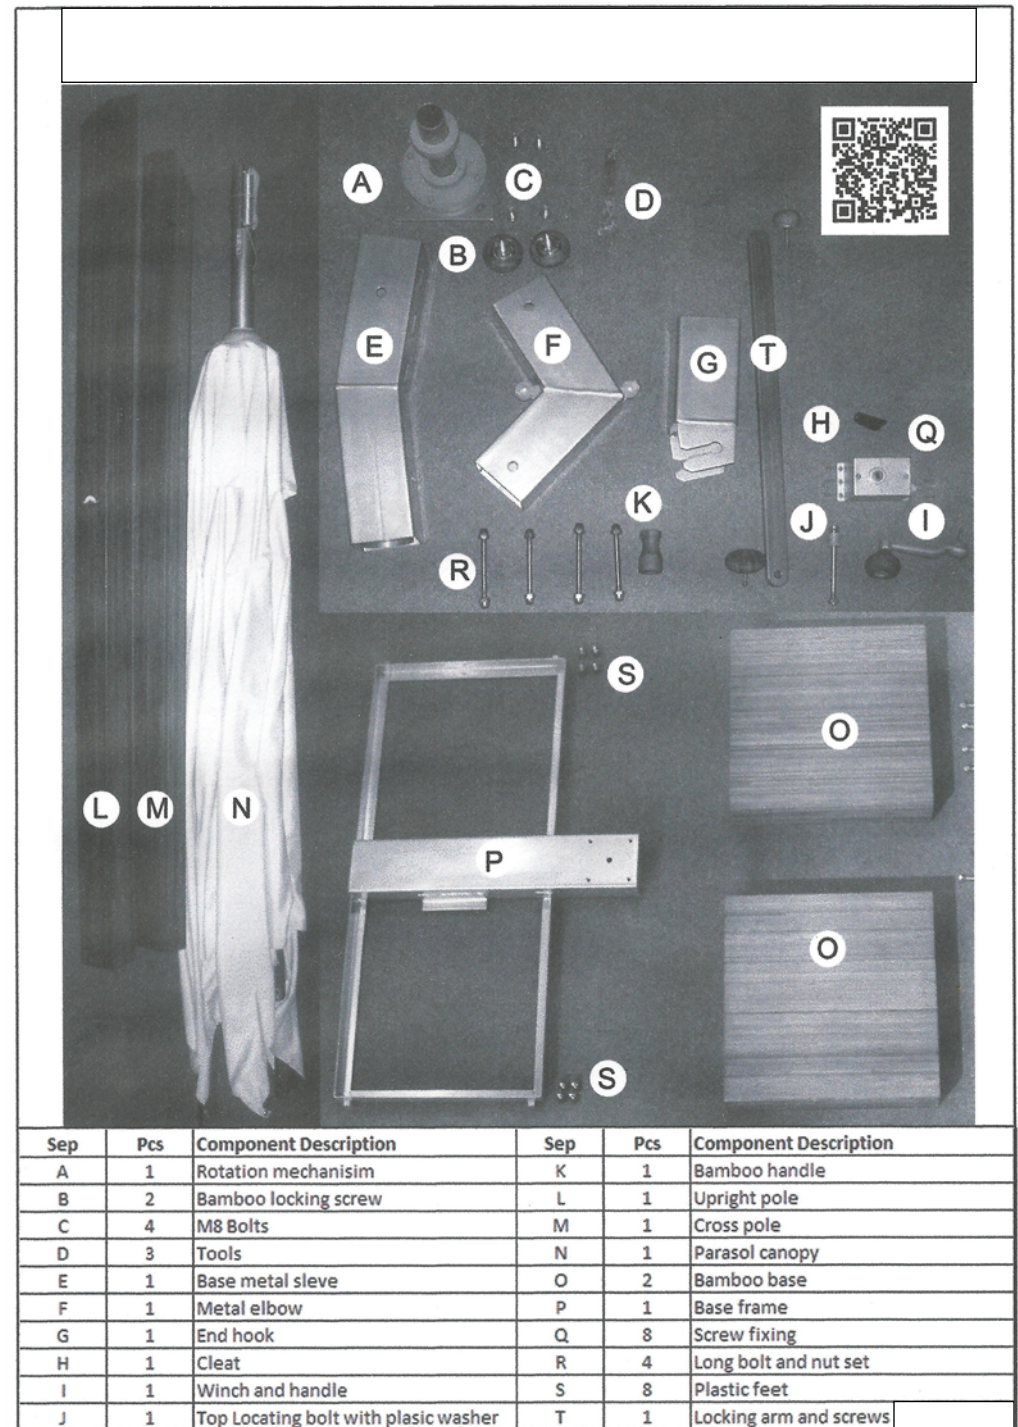 A
C
D
B
E
F
G
T
H
Q
K
J
I
R
S
O
L
M
N
P
O
S
Sep Pcs Component Description Sep Pcs Component Description
A 1 Rotation mechanisim K 1 Bamboo handle
B 2 Bamboo locking screw L 1 Upright pole
C 4 M8 Bolts M 1 Cross pole
D 3 Tools N 1 Parasol canopy
E 1 Base metal sleve O 2 Bamboo base
F 1 Metal elbow P 1 Base frame
G 1 End hook Q 8 Screw fixing
H 1 Cleat R 4 Long bolt and nut set
I 1 Winch and handle S 8 Plastic feet
J 1 Top Locating bolt with plasic washer T 1 Locking arm and screws